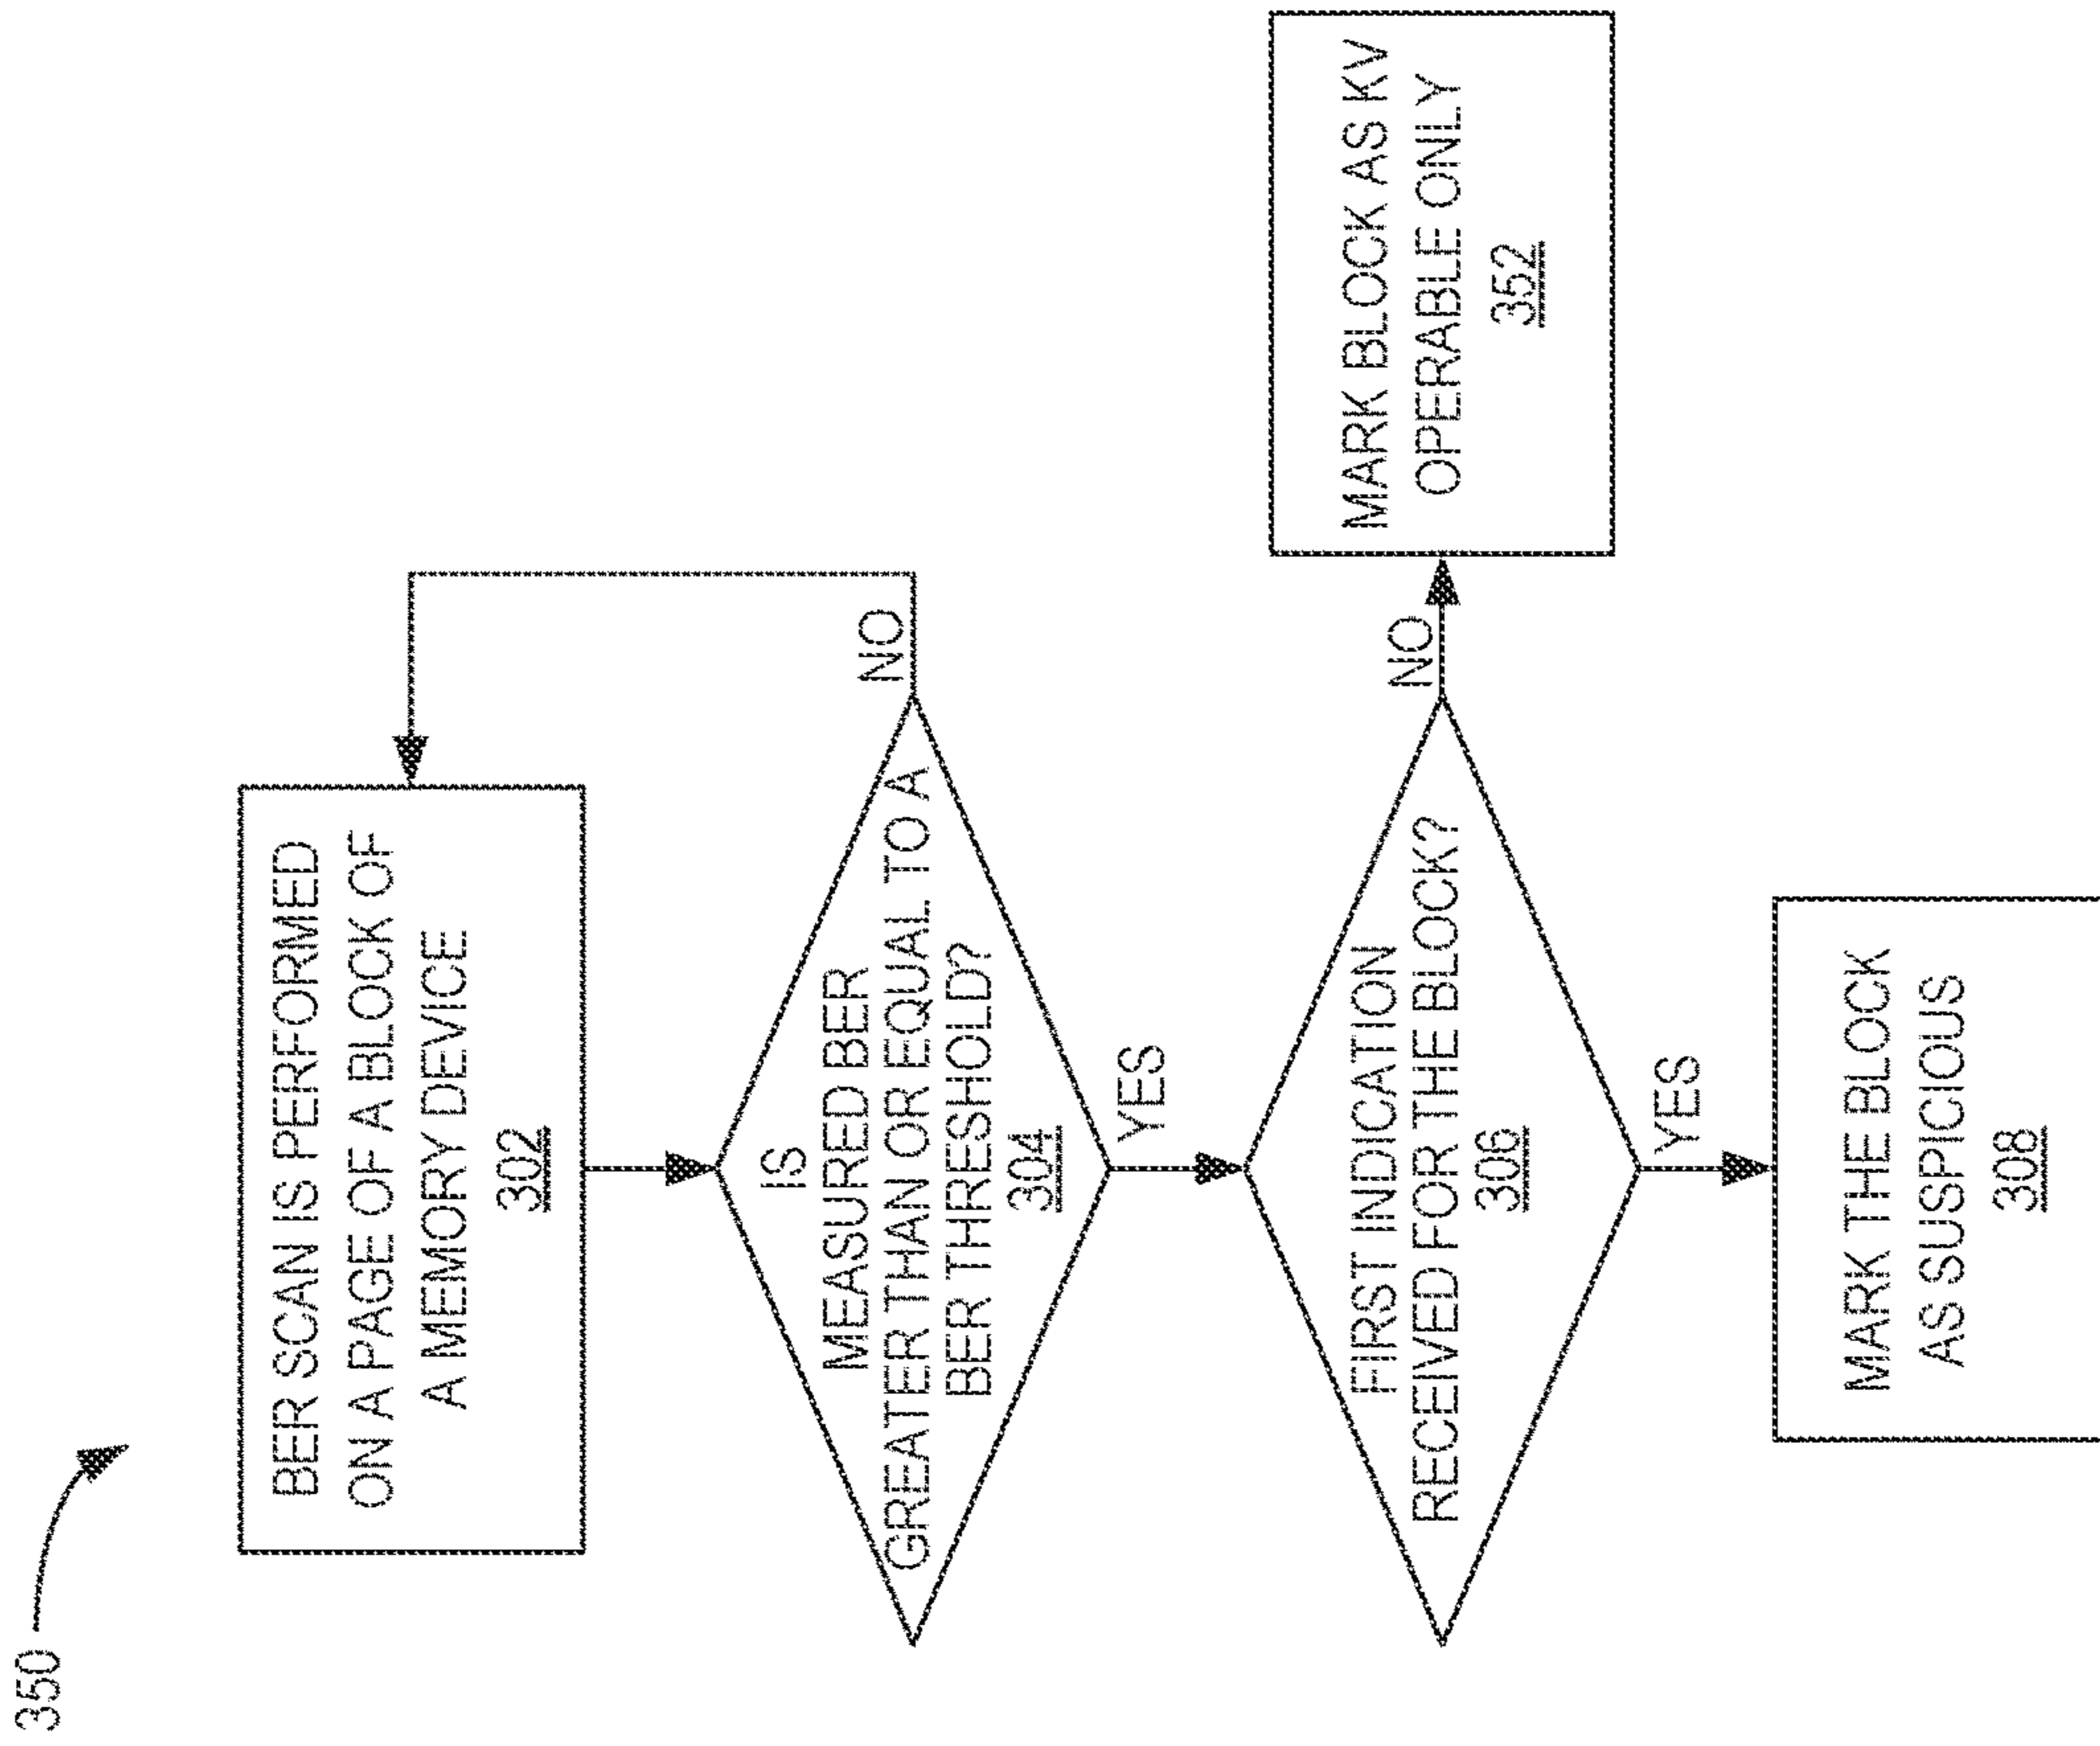 350
BER SCAN IS PERFORMED
ON A PAGE OF A BLOCK OF
A MEMORY DEVICE
302
IS
MEASURED BER
GREATER THAN OR EQUAL TO A
BER THRESHOLD?
304
NO
YES
FIRST INDICATION
RECEIVED FOR THE BLOCK?
306
NO
MARK BLOCK AS KV
OPERABLE ONLY
352
YES
MARK THE BLOCK
AS SUSPICIOUS
308